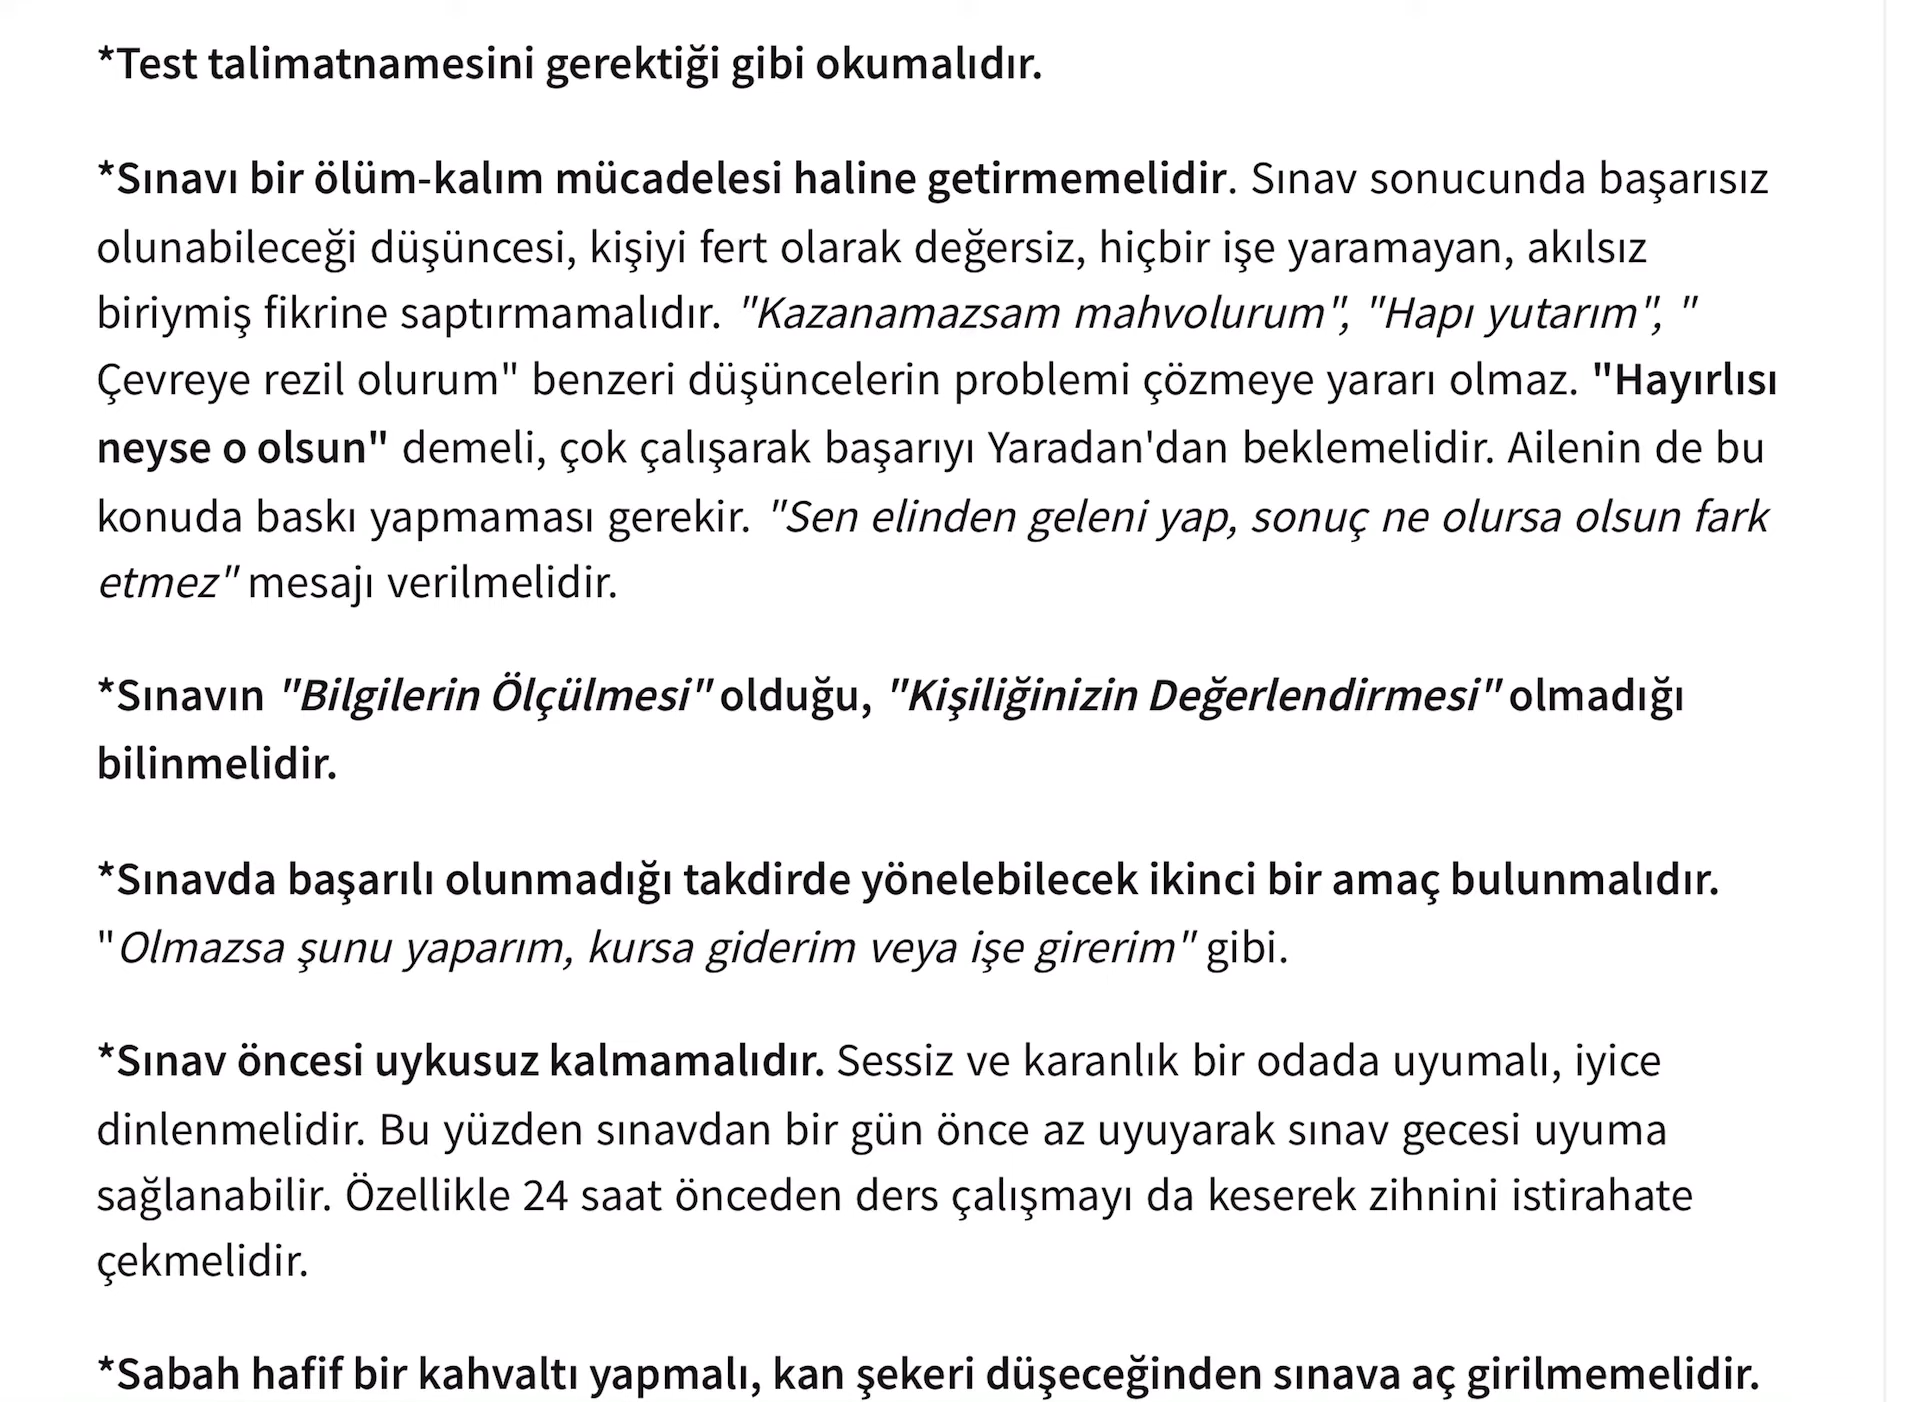 *Test talimatnamesini gerektiği gibi okumalıdır.
*Sınavı bir ölüm-kalım mücadelesi haline getirmemelidir. Sınav sonucunda başarısız
olunabileceği düşüncesi, kişiyi fert olarak değersiz, hiçbir işe yaramayan, akılsız
biriymiş fikrine saptırmamalıdır. "Kazanamazsam mahvolurum", "Hapı yutarım", "
Çevreye rezil olurum" benzeri düşüncelerin problemi çözmeye yararı olmaz. "Hayırlısı
neyse o olsun" demeli, çok çalışarak başarıyı Yaradan'dan beklemelidir. Ailenin de bu
konuda baskı yapmaması gerekir. "Sen elinden geleni yap, sonuç ne olursa olsun fark
etmez" mesajı verilmelidir.
*Sınavın "Bilgilerin Ölçülmesi" olduğu, "Kişiliğinizin Değerlendirmesi" olmadığı
bilinmelidir.
*Sınavda başarılı olunmadığı takdirde yönelebilecek ikinci bir amaç bulunmalıdır.
"Olmazsa şunu yaparım, kursa giderim veya işe girerim" gibi.
*Sınav öncesi uykusuz kalmamalıdır. Sessiz ve karanlık bir odada uyumalı, iyice
dinlenmelidir. Bu yüzden sınavdan bir gün önce az uyuyarak sınav gecesi uyuma
sağlanabilir. Özellikle 24 saat önceden ders çalışmayı da keserek zihnini istirahate
çekmelidir.
*Sabah hafif bir kahvaltı yapmalı, kan şekeri düşeceğinden sınava aç girilmemelidir.